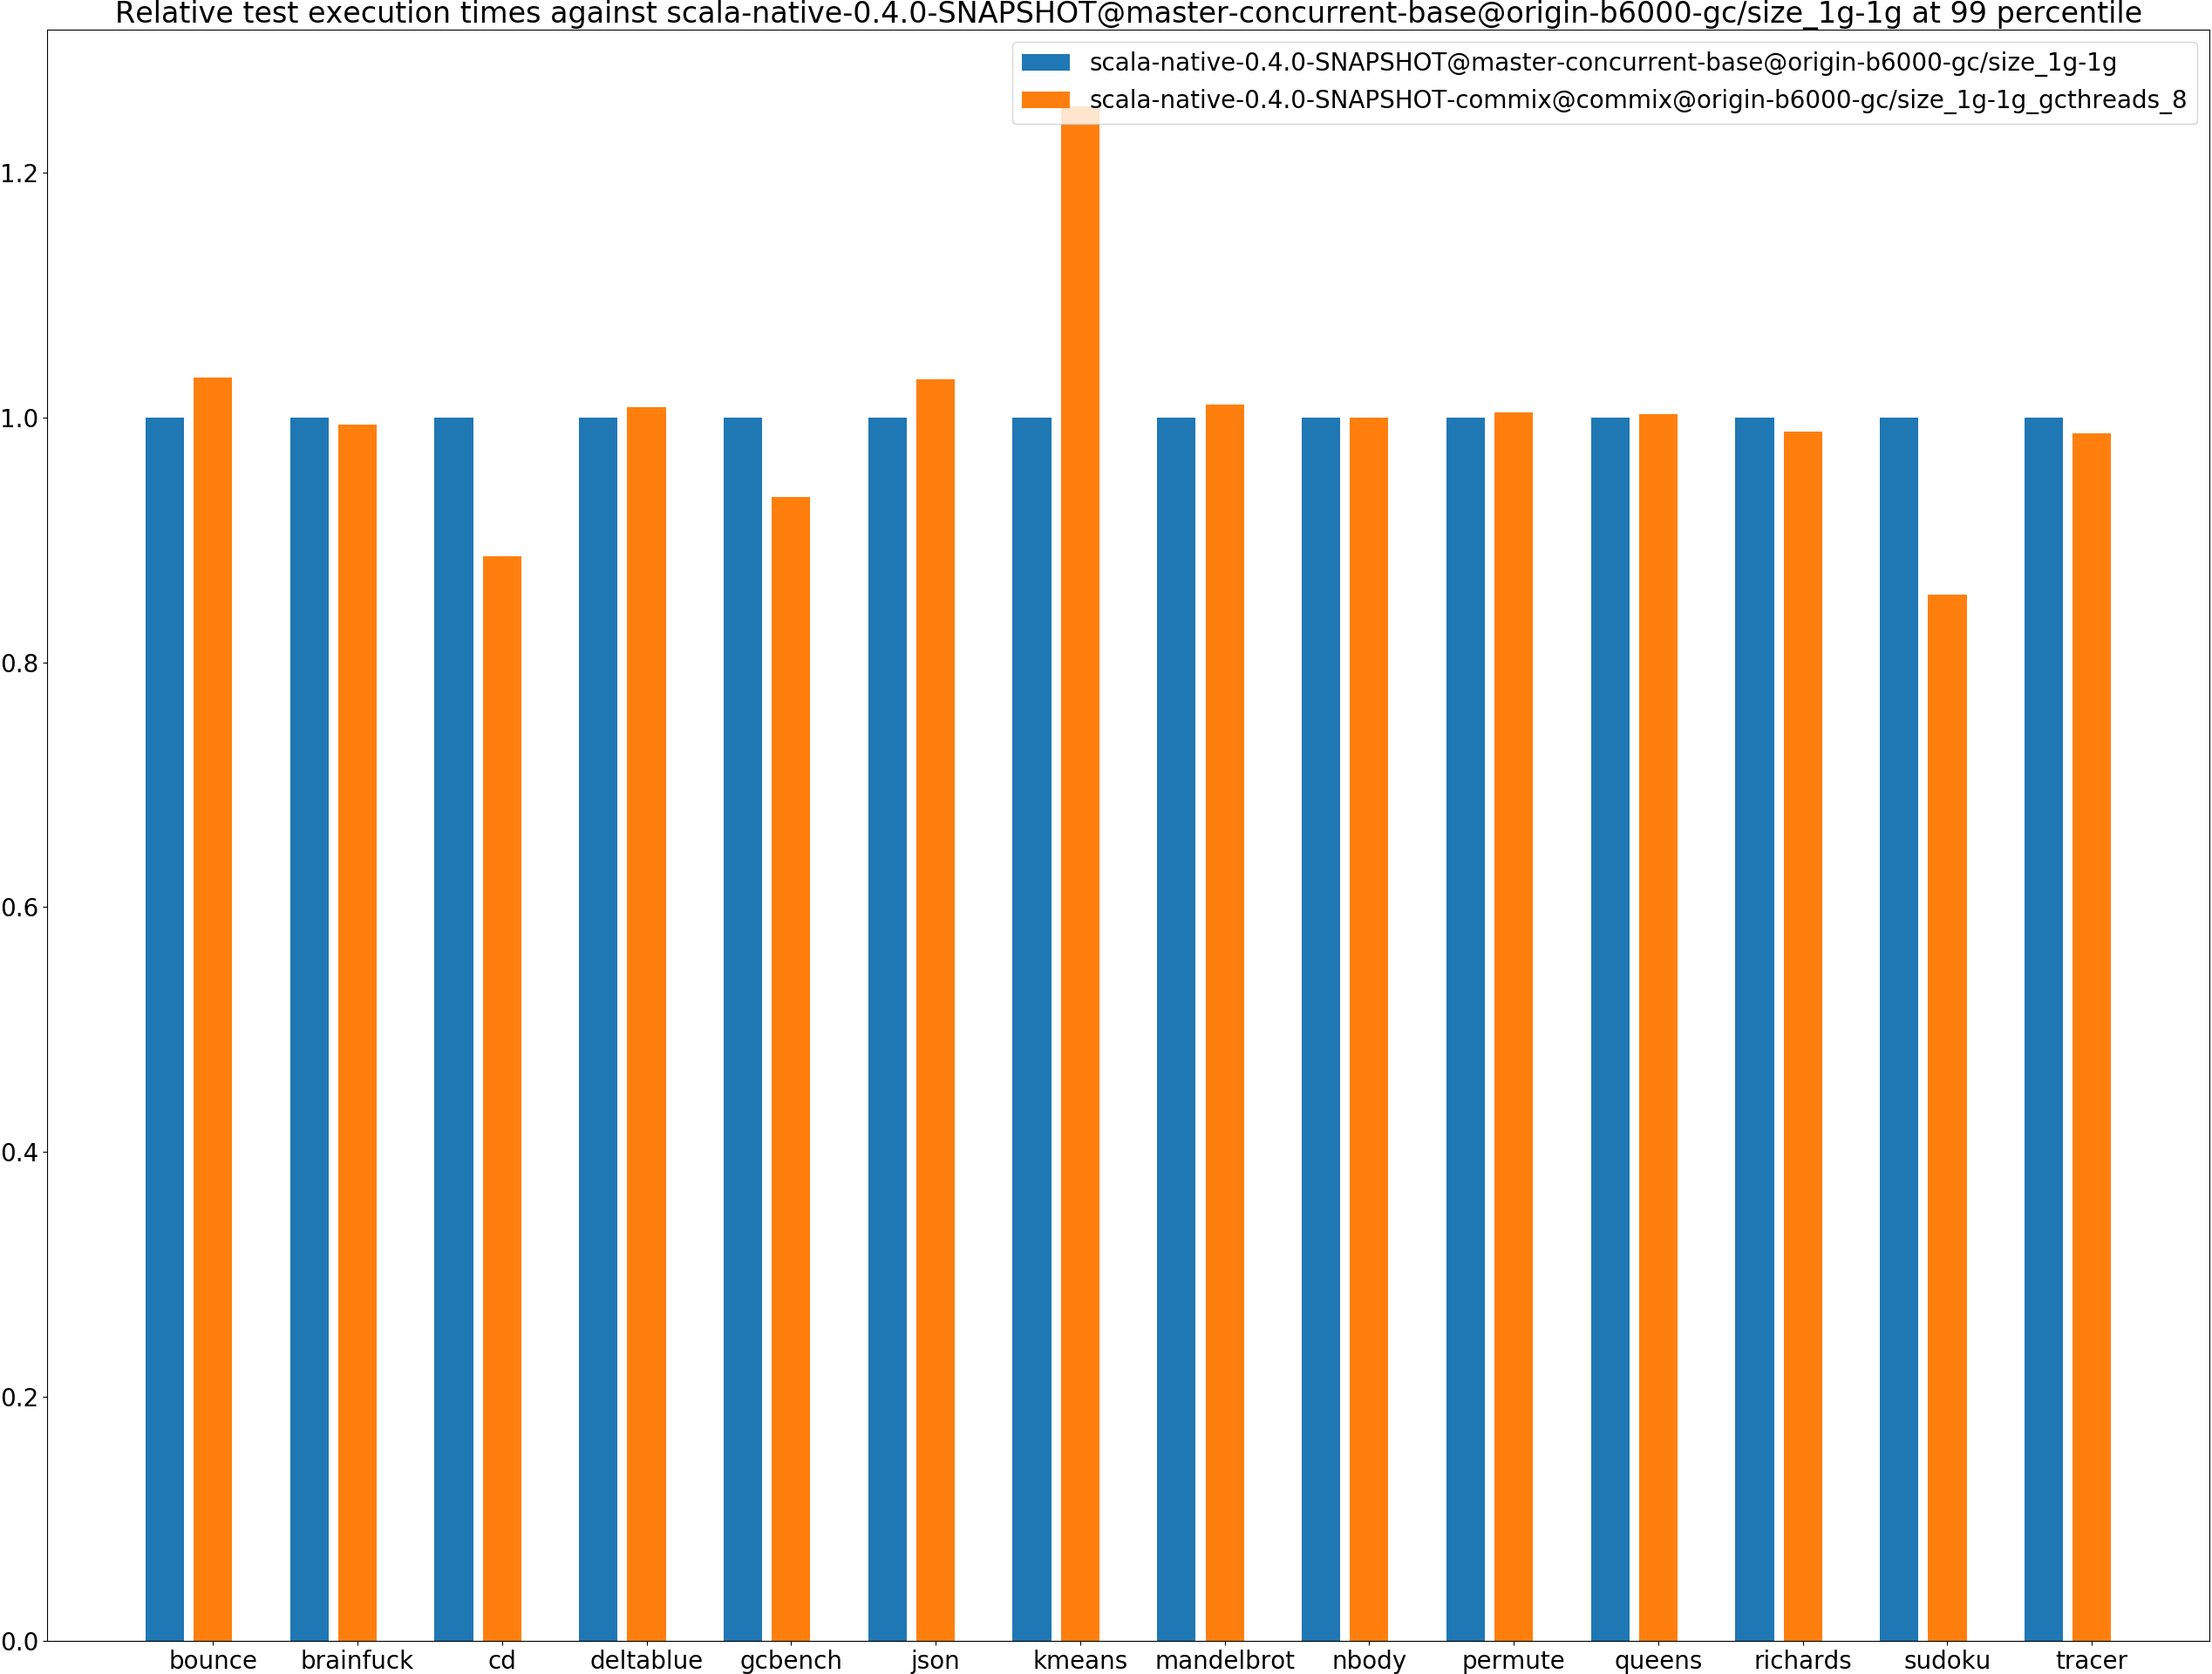 Relative test execution times against scala-native-0.4.0-SNAPSHOT@master-concurrent-base@origin-b6000-gc/size_1g-1g at 99 percentile
scala-native-0.4.0-SNAPSHOT@master-concurrent-base@origin-b6000-gc/size_1g-1g
scala-native-0.4.0-SNAPSHOT-commix@commix@origin-b6000-gc/size_1g-1g_gcthreads_8
1.2
1.0
0.8
0.6
0.4
0.2
0.0
bounce brainfuck cd deltablue gcbench json kmeans mandelbrot nbody permute queens richards sudoku tracer